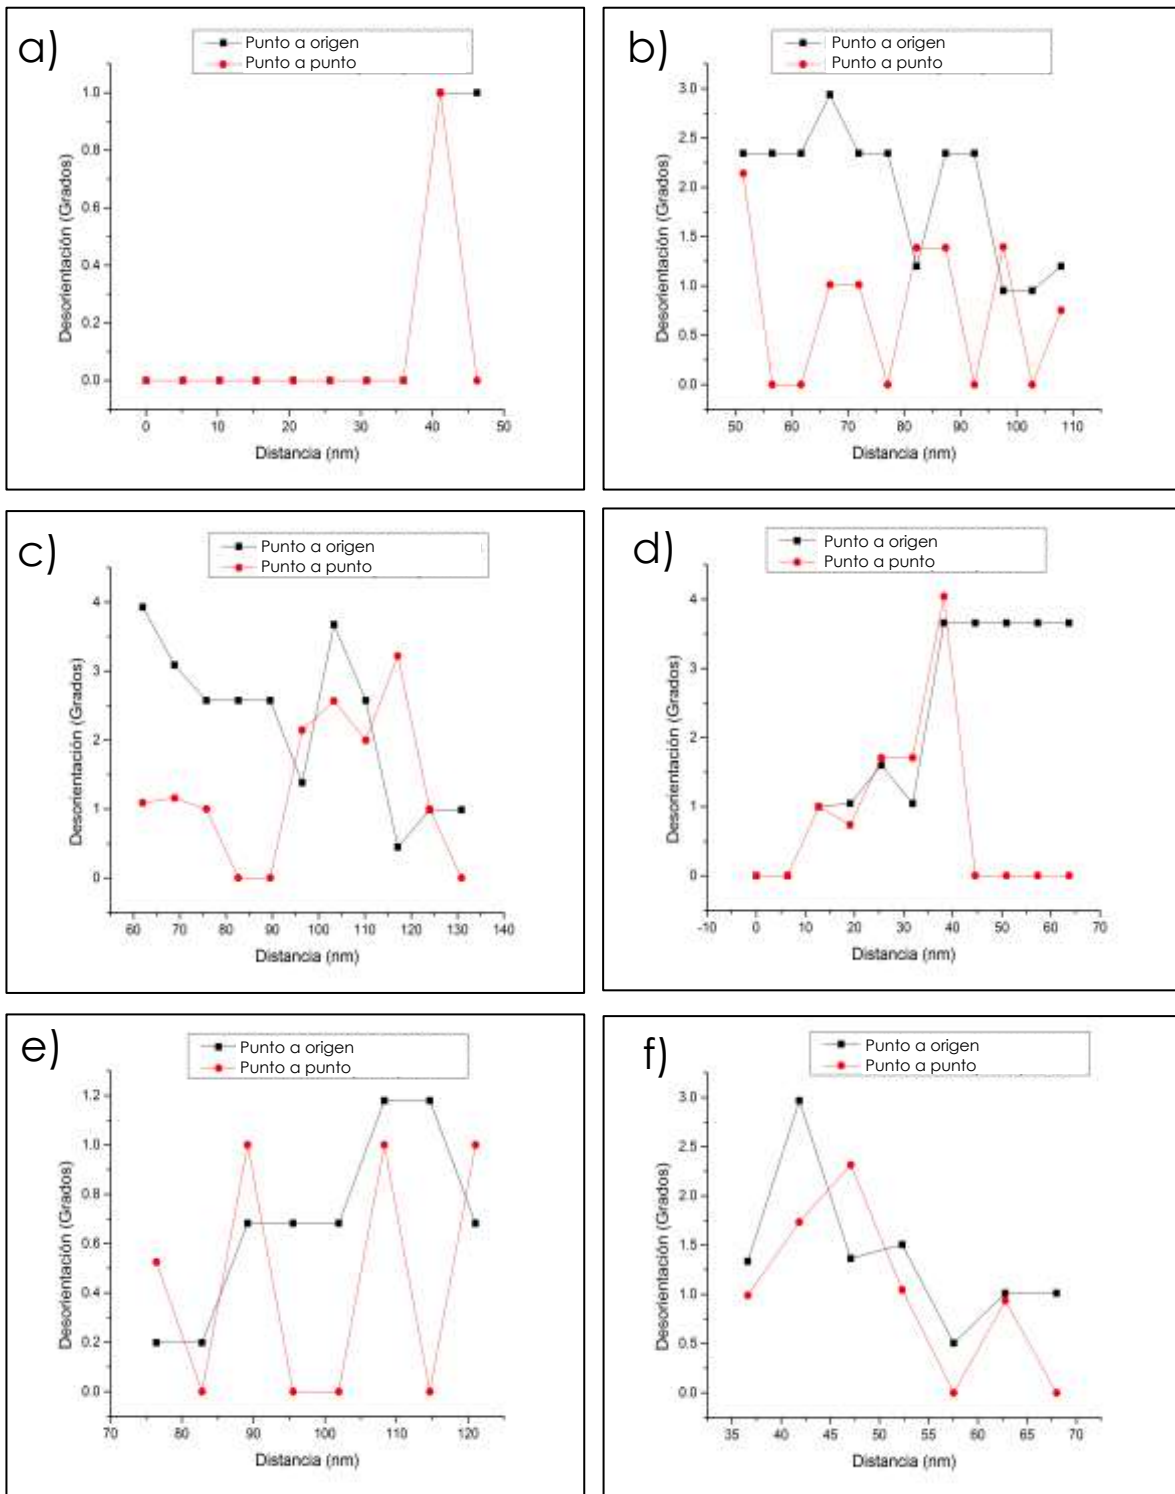 a)
Punto a origen
Punto a punto
1.0
0.8
0.6
0.4
0.2
0.0
Desorientación (Grados)
0 10 20 30 40 50
Distancia (nm)
b)
Punto a origen
Punto a punto
3.0
2.5
2.0
1.5
1.0
0.5
0.0
Desorientación (Grados)
50 60 70 80 90 100 110
Distancia (nm)
c)
Punto a origen
Punto a punto
4
3
2
1
0
Desorientación (Grados)
60 70 80 90 100 110 120 130 140
Distancia (nm)
d)
Punto a origen
Punto a punto
4
3
2
1
0
Desorientación (Grados)
-10 0 10 20 30 40 50 60 70
Distancia (nm)
e)
Punto a origen
Punto a punto
1.2
1.0
0.8
0.6
0.4
0.2
0.0
Desorientación (Grados)
70 80 90 100 110 120
Distancia (nm)
f)
Punto a origen
Punto a punto
3.0
2.5
2.0
1.5
1.0
0.5
0.0
Desorientación (Grados)
35 40 45 50 55 60 65 70
Distancia (nm)